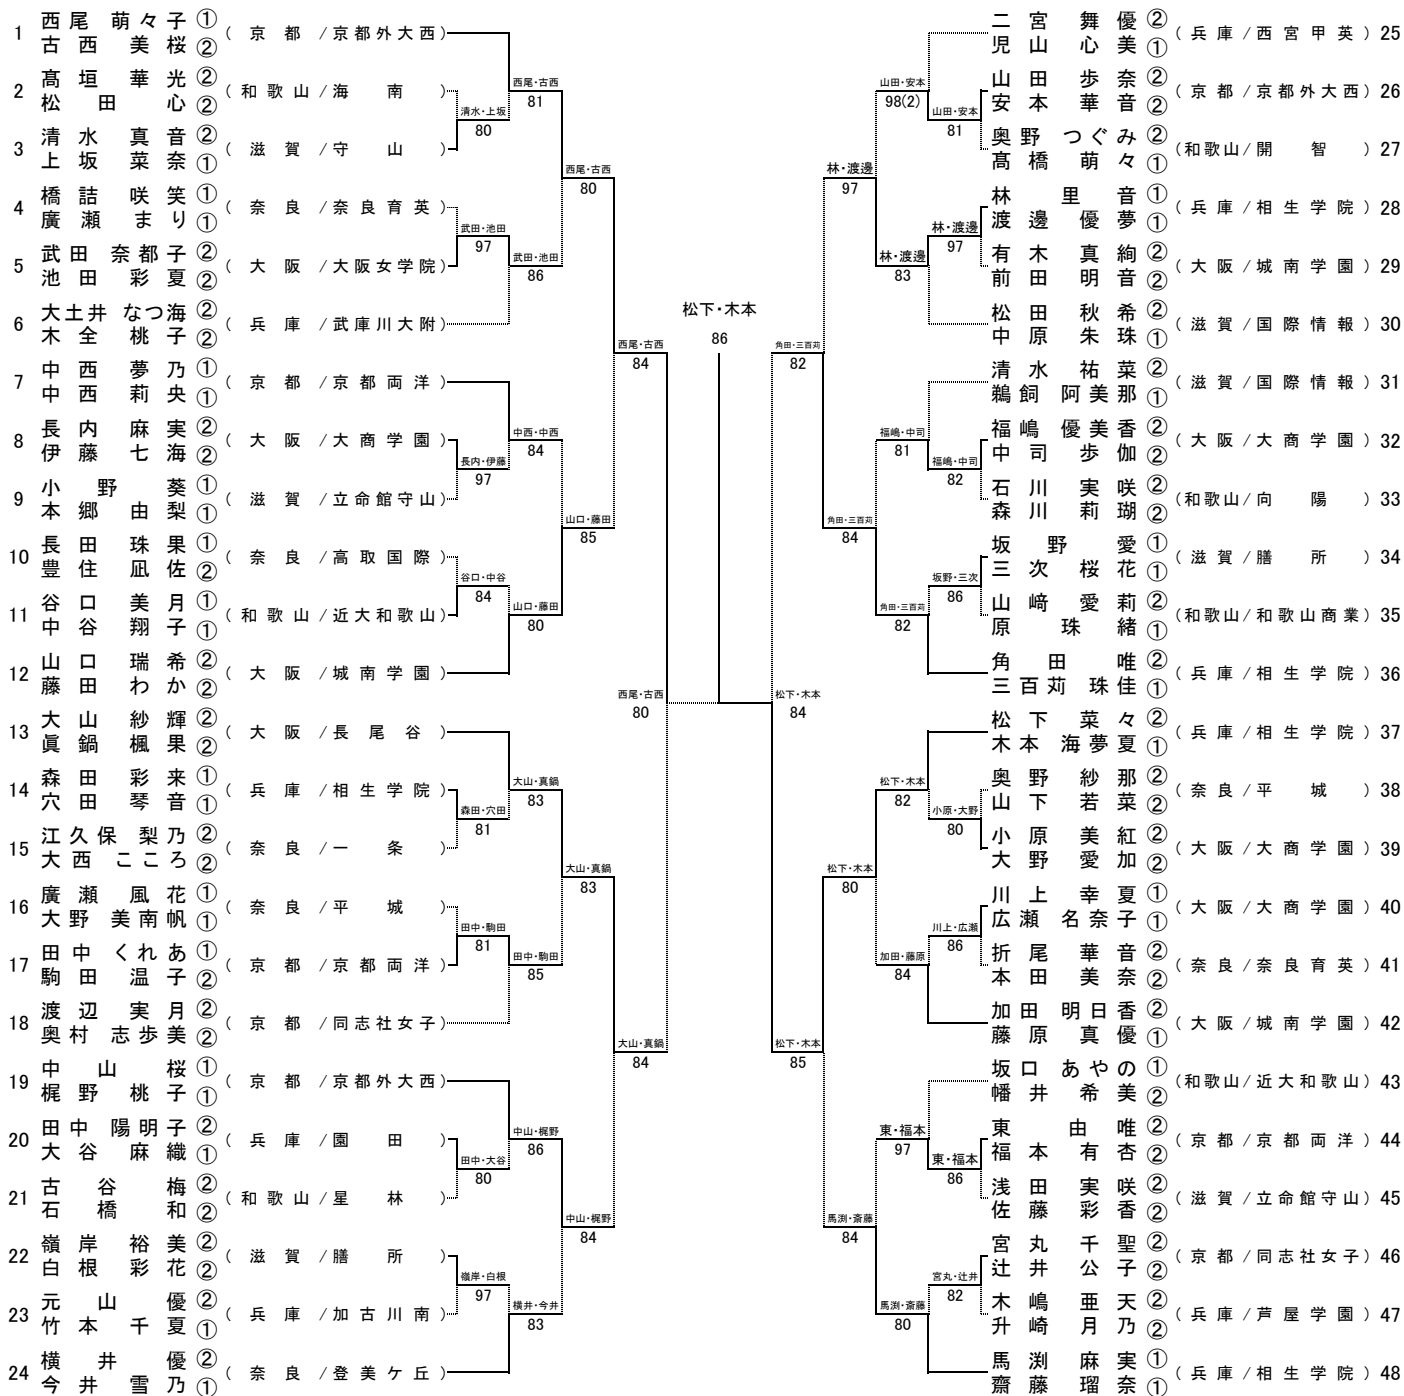 1 西尾 萌々子 ① 古西 美桜 ② ( 京都 / 京都外大西 )
2 髙垣 華光 ② 松田 心 ② ( 和歌山 / 海南 )
3 清水 真音 ② 上坂 菜奈 ① ( 滋賀 / 守山 )
4 橋詰 咲笑 ① 廣瀬 まり ① ( 奈良 / 奈良育英 )
5 武田 奈都子 ② 池田 彩夏 ② ( 大阪 / 大阪女学院 )
6 大土井 なつ海 ② 木全 桃子 ② ( 兵庫 / 武庫川大附 )
7 中西 夢乃 ① 中西 莉央 ① ( 京都 / 京都両洋 )
8 長内 麻実 ② 伊藤 七海 ② ( 大阪 / 大商学園 )
9 小野 葵 ① 本郷 由梨 ① ( 滋賀 / 立命館守山 )
10 長田 珠果 ① 豊住 凪佐 ② ( 奈良 / 高取国際 )
11 谷口 美月 ① 中谷 翔子 ① ( 和歌山 / 近大和歌山 )
12 山口 瑞希 ② 藤田 わか ② ( 大阪 / 城南学園 )
13 大山 紗輝 ② 眞鍋 楓果 ② ( 大阪 / 長尾谷 )
14 森田 彩来 ① 穴田 琴音 ① ( 兵庫 / 相生学院 )
15 江久保 梨乃 ② 大西 こころ ② ( 奈良 / 一条 )
16 廣瀬 風花 ① 大野 美南帆 ① ( 奈良 / 平城 )
17 田中 くれあ ① 駒田 温子 ② ( 京都 / 京都両洋 )
18 渡辺 実月 ② 奥村 志歩美 ② ( 京都 / 同志社女子 )
19 中山 桜 ① 梶野 桃子 ① ( 京都 / 京都外大西 )
20 田中 陽明子 ② 大谷 麻織 ① ( 兵庫 / 園田 )
21 古谷 梅 ② 石橋 和 ② ( 和歌山 / 星林 )
22 嶺岸 裕美 ② 白根 彩花 ② ( 滋賀 / 膳所 )
23 元山 優 ② 竹本 千夏 ① ( 兵庫 / 加古川南 )
24 横井 優 ② 今井 雪乃 ① ( 奈良 / 登美ケ丘 )
清水・上坂 80
武田・池田 97
長内・伊藤 97
谷口・中谷 84
森田・穴田 81
田中・駒田 81
田中・大谷 80
嶺岸・白根 97
西尾・古西 81
武田・池田 86
中西・中西 84
山口・藤田 80
大山・真鍋 83
田中・駒田 85
中山・梶野 86
横井・今井 83
西尾・古西 80
山口・藤田 85
大山・真鍋 83
中山・梶野 84
西尾・古西 84
大山・真鍋 84
西尾・古西 80
松下・木本
86
松下・木本 84
角田・三百苅 82
松下・木本 85
林・渡邊 97
角田・三百苅 84
松下・木本 80
馬渕・斎藤 84
山田・安本 98(2)
林・渡邊 83
福嶋・中司 81
角田・三百苅 82
松下・木本 82
加田・藤原 84
東・福本 97
馬渕・斎藤 80
山田・安本 81
林・渡邊 97
福嶋・中司 82
坂野・三次 86
小原・大野 80
川上・広瀬 86
東・福本 86
宮丸・辻井 82
二宮 舞優 ② 児山 心美 ① ( 兵庫 / 西宮甲英 ) 25
山田 歩奈 ② 安本 華音 ② ( 京都 / 京都外大西 ) 26
奥野 つぐみ ② 髙橋 萌々 ① ( 和歌山 / 開智 ) 27
林 里音 ① 渡邊 優夢 ① ( 兵庫 / 相生学院 ) 28
有木 真絢 ② 前田 明音 ② ( 大阪 / 城南学園 ) 29
松田 秋希 ② 中原 朱珠 ① ( 滋賀 / 国際情報 ) 30
清水 祐菜 ② 鵜飼 阿美那 ① ( 滋賀 / 国際情報 ) 31
福嶋 優美香 ② 中司 歩伽 ② ( 大阪 / 大商学園 ) 32
石川 実咲 ② 森川 莉瑚 ② ( 和歌山 / 向陽 ) 33
坂野 愛 ① 三次 桜花 ① ( 滋賀 / 膳所 ) 34
山﨑 愛莉 ② 原 珠緒 ① ( 和歌山 / 和歌山商業 ) 35
角田 唯 ② 三百苅 珠佳 ① ( 兵庫 / 相生学院 ) 36
松下 菜々 ② 木本 海夢夏 ① ( 兵庫 / 相生学院 ) 37
奥野 紗那 ② 山下 若菜 ② ( 奈良 / 平城 ) 38
小原 美紅 ② 大野 愛加 ② ( 大阪 / 大商学園 ) 39
川上 幸夏 ① 広瀬 名奈子 ① ( 大阪 / 大商学園 ) 40
折尾 華音 ② 本田 美奈 ② ( 奈良 / 奈良育英 ) 41
加田 明日香 ② 藤原 真優 ① ( 大阪 / 城南学園 ) 42
坂口 あやの ① 幡井 希美 ② ( 和歌山 / 近大和歌山 ) 43
東 由唯 ② 福本 有杏 ② ( 京都 / 京都両洋 ) 44
浅田 実咲 ② 佐藤 彩香 ② ( 滋賀 / 立命館守山 ) 45
宮丸 千聖 ② 辻井 公子 ② ( 京都 / 同志社女子 ) 46
木嶋 亜天 ② 升崎 月乃 ② ( 兵庫 / 芦屋学園 ) 47
馬渕 麻実 ① 齋藤 瑠奈 ① ( 兵庫 / 相生学院 ) 48